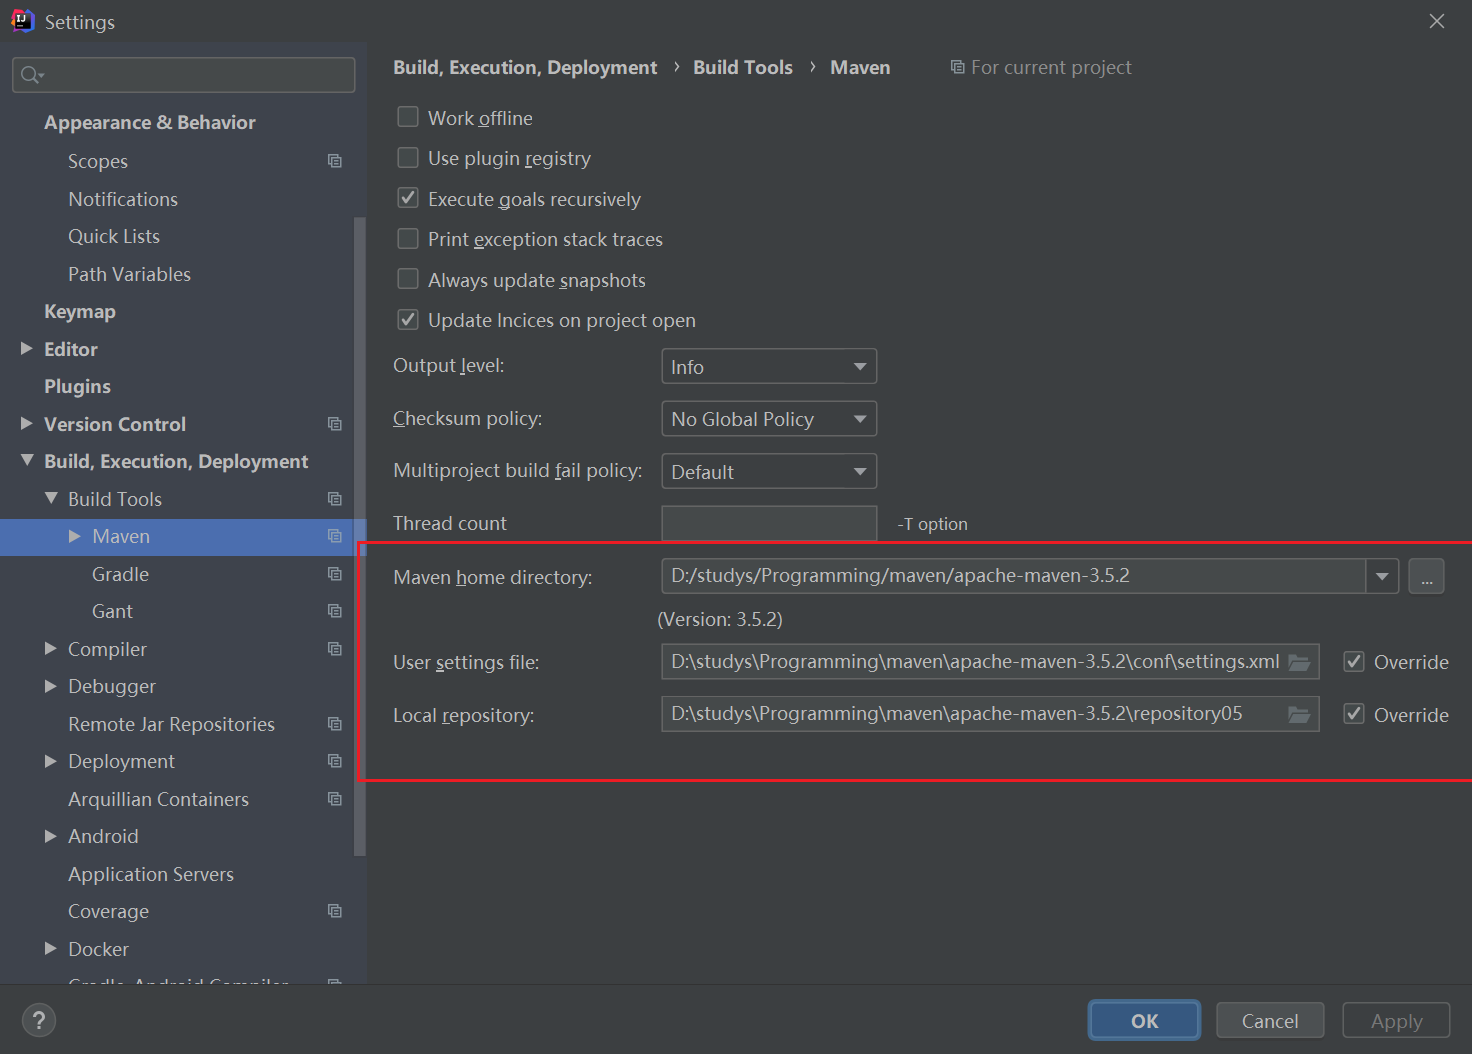 Settings
Build, Execution, Deployment › Build Tools › Maven For current project
Appearance & Behavior
Scopes
Notifications
Quick Lists
Path Variables
Keymap
Editor
Plugins
Version Control
Build, Execution, Deployment
Build Tools
Maven
Gradle
Gant
Compiler
Debugger
Remote Jar Repositories
Deployment
Arquillian Containers
Android
Application Servers
Coverage
Docker
Gradle-Android Compiler
Work offline
Use plugin registry
Execute goals recursively
Print exception stack traces
Always update snapshots
Update Incices on project open
Output level: Info
Checksum policy: No Global Policy
Multiproject build fail policy: Default
Thread count -T option
Maven home directory: D:/studys/Programming/maven/apache-maven-3.5.2 ...
(Version: 3.5.2)
User settings file: D:\studys\Programming\maven\apache-maven-3.5.2\conf\settings.xml Override
Local repository: D:\studys\Programming\maven\apache-maven-3.5.2\repository05 Override
? OK Cancel Apply